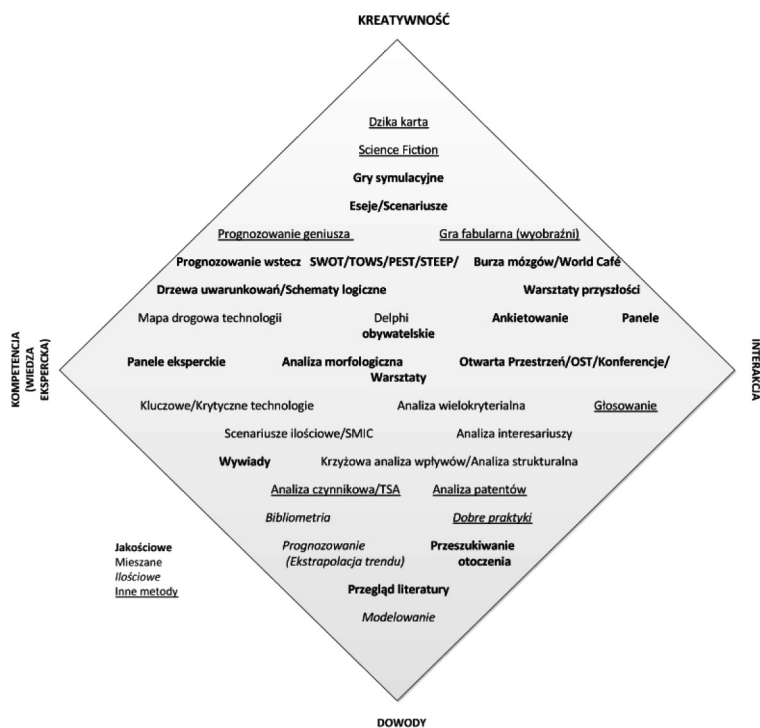 KREATYWNOŚĆ
Dzika karta
Science Fiction
Gry symulacyjne
Eseje/Scenariusze
Prognozowanie geniusza Gra fabularna (wyobraźni)
Prognozowanie wstecz SWOT/TOWS/PEST/STEEP/ Burza mózgów/World Café
Drzewa uwarunkowań/Schematy logiczne Warsztaty przyszłości
Mapa drogowa technologii Delphi Ankietowanie Panele
obywatelskie
KOMPETENCJA
(WIEDZA
EKSPERCKA)
INTERAKCJA
Panele eksperckie Analiza morfologiczna Otwarta Przestrzeń/OST/Konferencje/
Warsztaty
Kluczowe/Krytyczne technologie Analiza wielokryterialna Głosowanie
Scenariusze ilościowe/SMIC Analiza interesariuszy
Wywiady Krzyżowa analiza wpływów/Analiza strukturalna
Analiza czynnikowa/TSA Analiza patentów
Bibliometria Dobre praktyki
Prognozowanie Przeszukiwanie
(Ekstrapolacja trendu) otoczenia
Przegląd literatury
Modelowanie
Jakościowe
Mieszane
Ilościowe
Inne metody
DOWODY